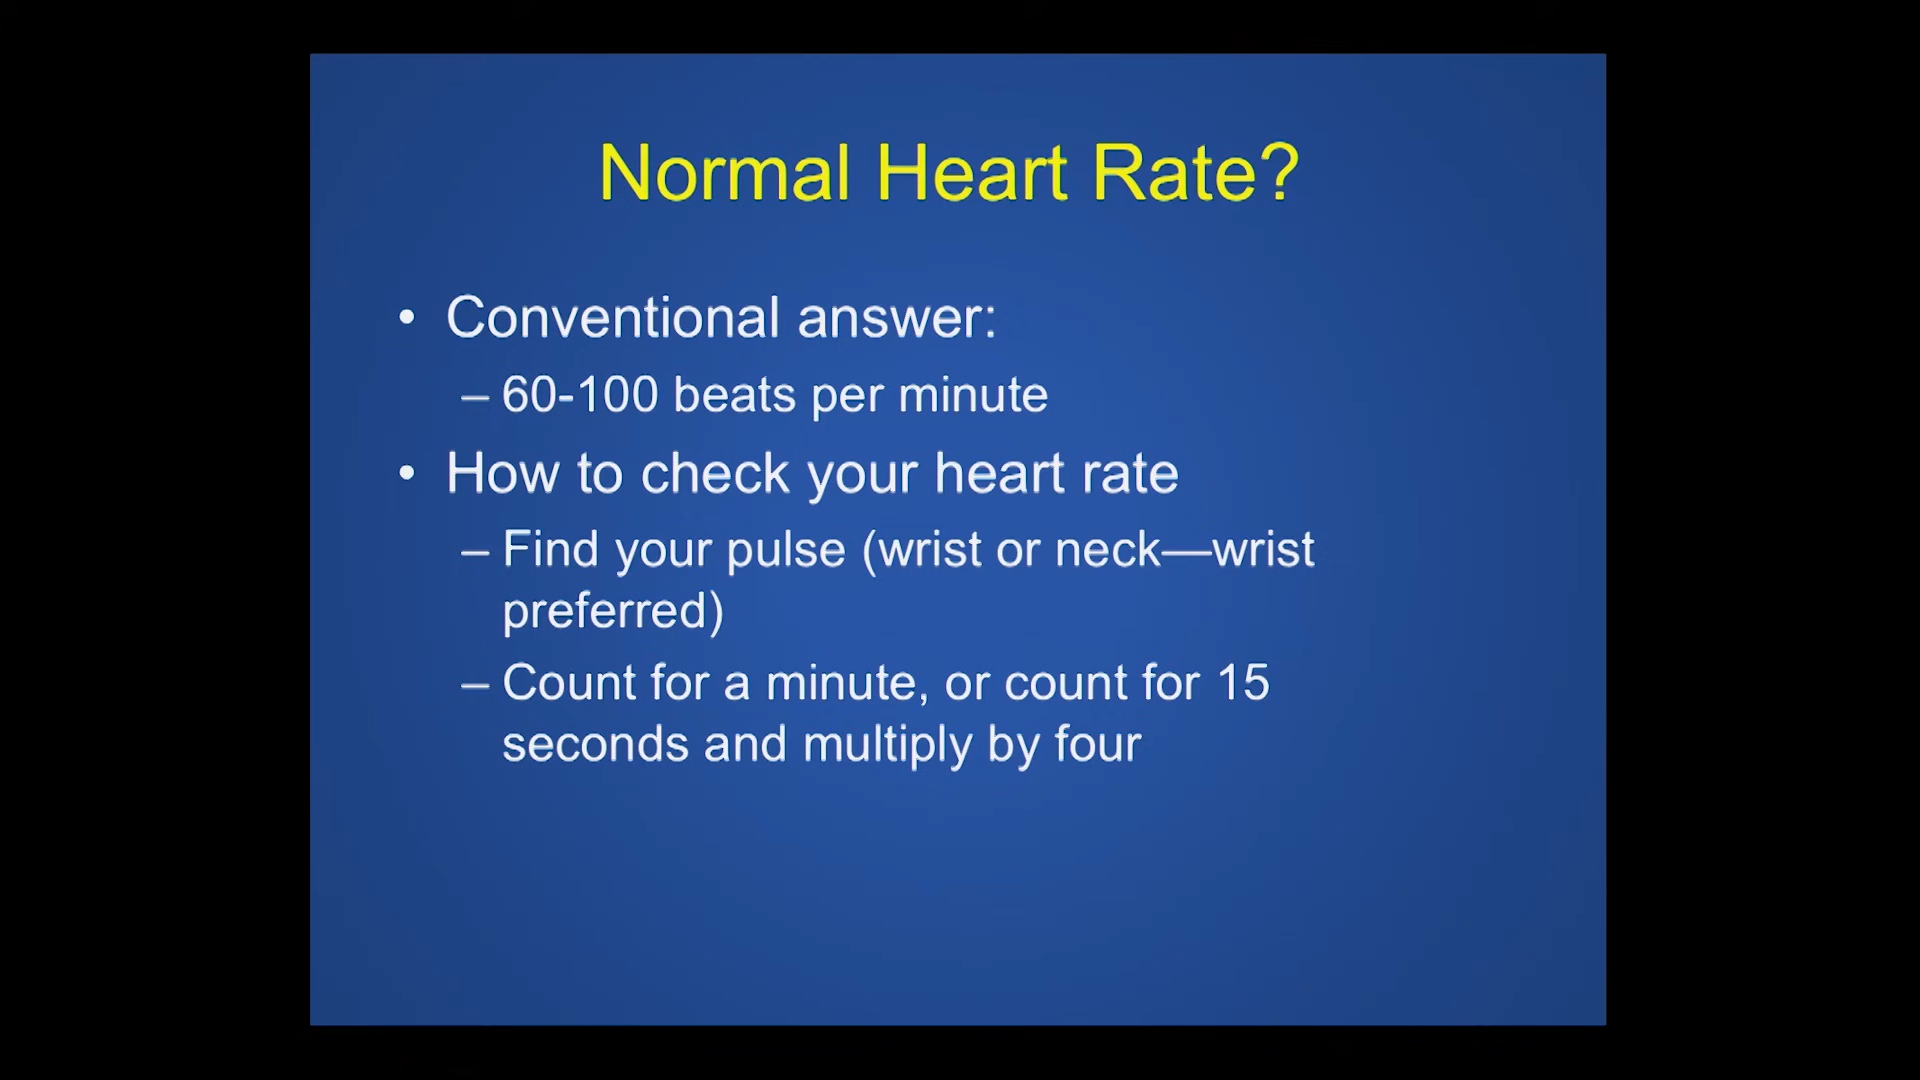 Normal Heart Rate?
• Conventional answer:
– 60-100 beats per minute
• How to check your heart rate
– Find your pulse (wrist or neck—wrist
preferred)
– Count for a minute, or count for 15
seconds and multiply by four